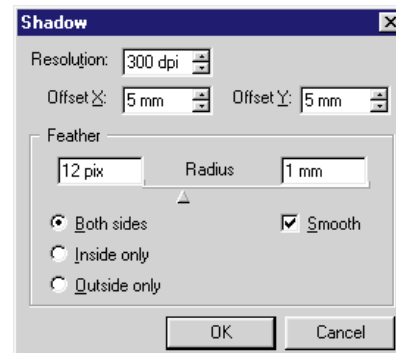 Shadow
Resolution: 300 dpi
Offset X: 5 mm Offset Y: 5 mm
Feather
12 pix Radius 1 mm
Both sides Smooth
Inside only
Outside only
OK Cancel